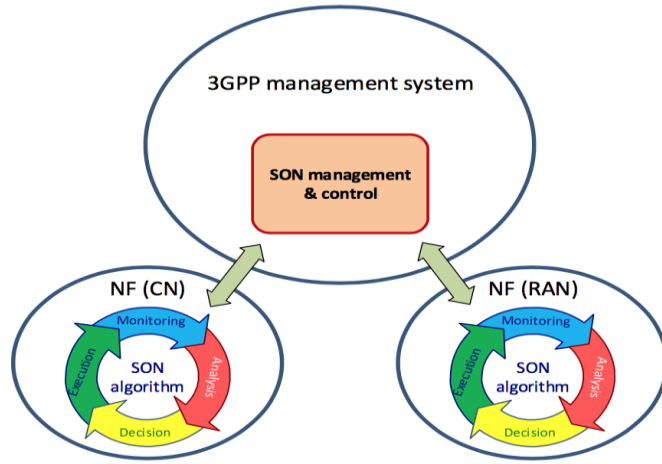 3GPP management system
SON management
& control
NF (CN)
Monitoring
Execution
SON
algorithm
Analysis
Decision
NF (RAN)
Monitoring
Execution
SON
algorithm
Analysis
Decision